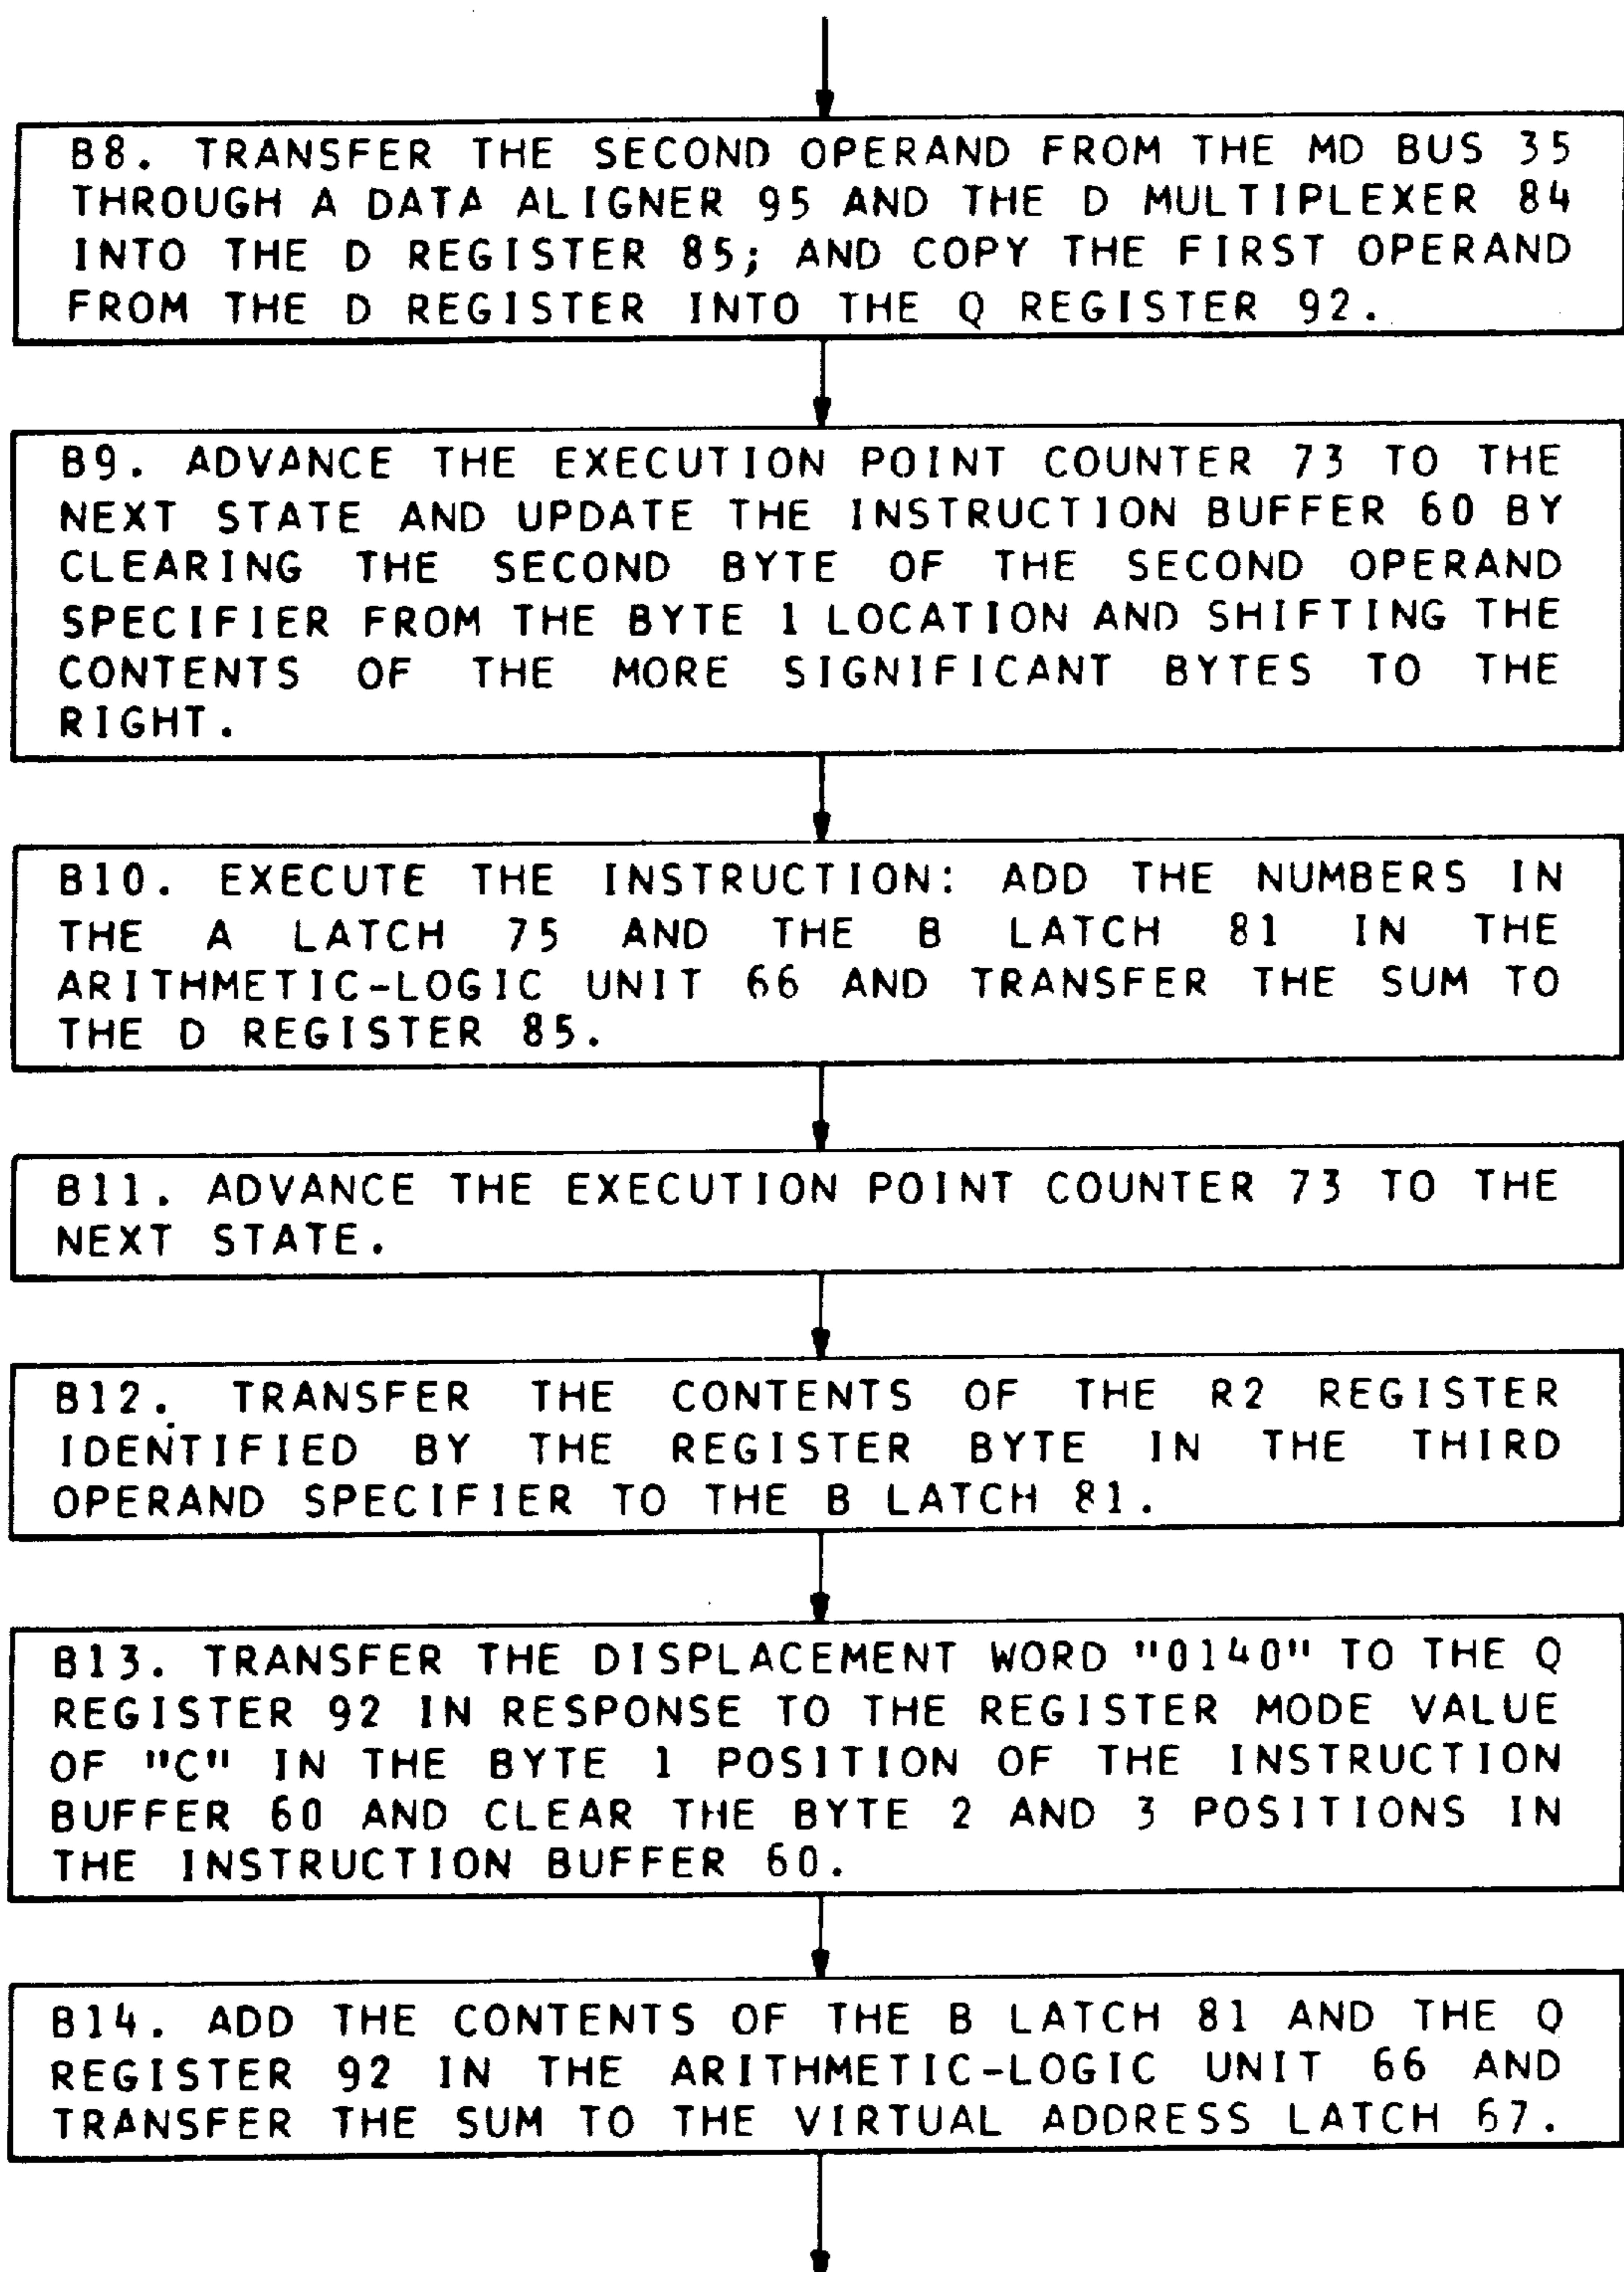 B8. TRANSFER THE SECOND OPERAND FROM THE MD BUS 35
THROUGH A DATA ALIGNER 95 AND THE D MULTIPLEXER 84
INTO THE D REGISTER 85; AND COPY THE FIRST OPERAND
FROM THE D REGISTER INTO THE Q REGISTER 92.
B9. ADVANCE THE EXECUTION POINT COUNTER 73 TO THE
NEXT STATE AND UPDATE THE INSTRUCTION BUFFER 60 BY
CLEARING THE SECOND BYTE OF THE SECOND OPERAND
SPECIFIER FROM THE BYTE 1 LOCATION AND SHIFTING THE
CONTENTS OF THE MORE SIGNIFICANT BYTES TO THE
RIGHT.
B10. EXECUTE THE INSTRUCTION: ADD THE NUMBERS IN
THE A LATCH 75 AND THE B LATCH 81 IN THE
ARITHMETIC-LOGIC UNIT 66 AND TRANSFER THE SUM TO
THE D REGISTER 85.
B11. ADVANCE THE EXECUTION POINT COUNTER 73 TO THE
NEXT STATE.
B12. TRANSFER THE CONTENTS OF THE R2 REGISTER
IDENTIFIED BY THE REGISTER BYTE IN THE THIRD
OPERAND SPECIFIER TO THE B LATCH 81.
B13. TRANSFER THE DISPLACEMENT WORD "0140" TO THE Q
REGISTER 92 IN RESPONSE TO THE REGISTER MODE VALUE
OF "C" IN THE BYTE 1 POSITION OF THE INSTRUCTION
BUFFER 60 AND CLEAR THE BYTE 2 AND 3 POSITIONS IN
THE INSTRUCTION BUFFER 60.
B14. ADD THE CONTENTS OF THE B LATCH 81 AND THE Q
REGISTER 92 IN THE ARITHMETIC-LOGIC UNIT 66 AND
TRANSFER THE SUM TO THE VIRTUAL ADDRESS LATCH 67.